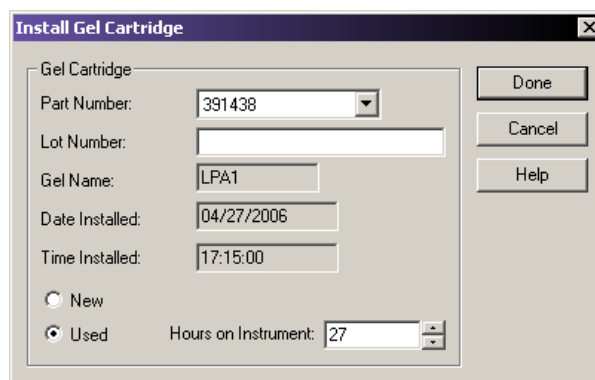 Install Gel Cartridge
Gel Cartridge
Part Number: 391438
Lot Number:
Gel Name: LPA1
Date Installed: 04/27/2006
Time Installed: 17:15:00
New
Used Hours on Instrument: 27
Done
Cancel
Help